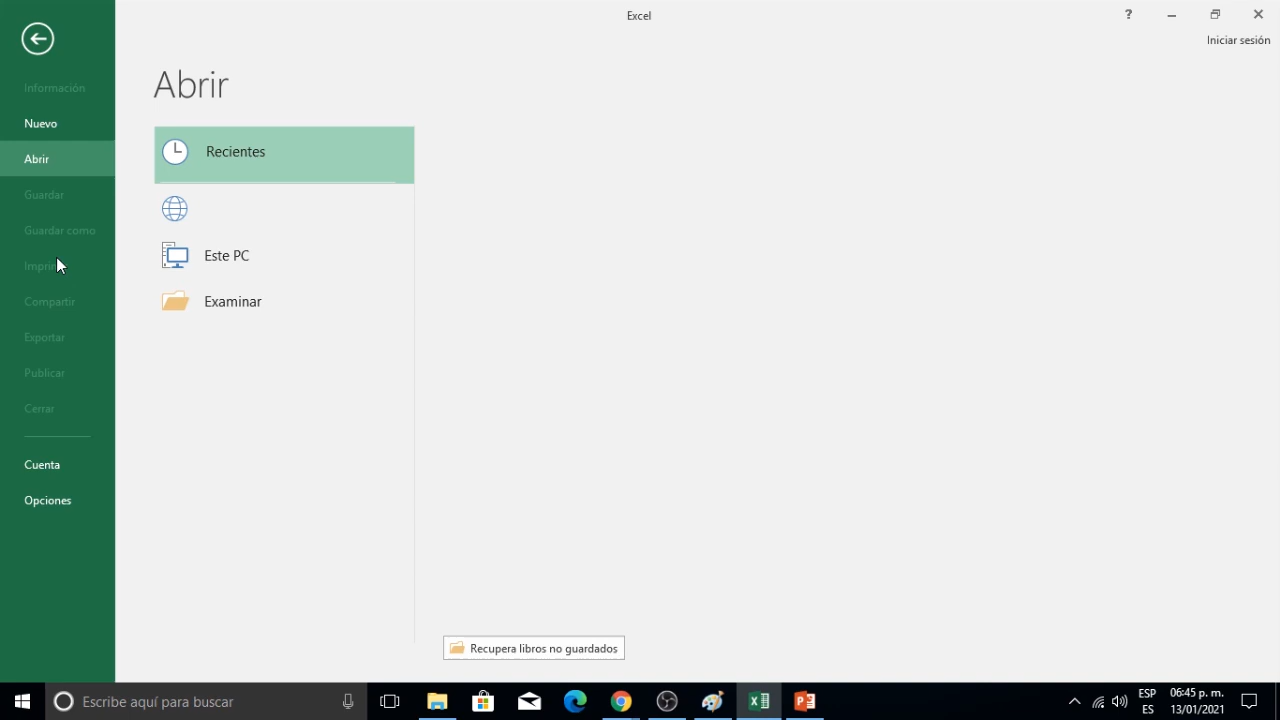 Excel
?
Iniciar sesión
Información
Nuevo
Abrir
Guardar
Guardar como
Compartir
Exportar
Publicar
Cerrar
Cuenta
Opciones
Abrir
Recientes
Este PC
Examinar
Recupera libros no guardados
Escribe aquí para buscar
ESP
ES
06:45 p. m.
13/01/2021